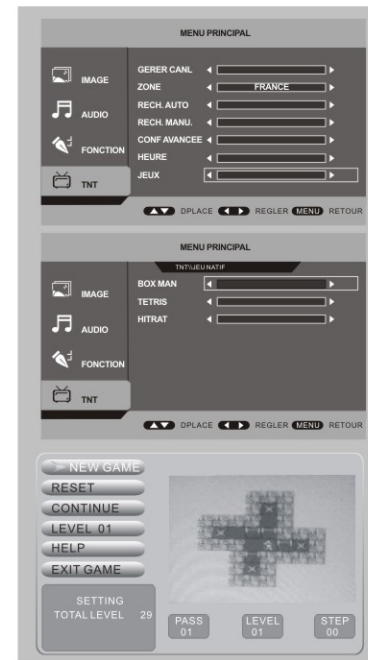 MENU PRINCIPAL
IMAGE
AUDIO
FONCTION
TNT
GERER CANL
ZONE FRANCE
RECH. AUTO
RECH. MANU.
CONF AVANCEE
HEURE
JEUX
DPLACE REGLER MENU RETOUR
MENU PRINCIPAL
TNT\JEU NATIF
IMAGE
AUDIO
FONCTION
TNT
BOX MAN
TETRIS
HITRAT
DPLACE REGLER MENU RETOUR
NEW GAME
RESET
CONTINUE
LEVEL 01
HELP
EXIT GAME
SETTING
TOTAL LEVEL 29
PASS
01
LEVEL
01
STEP
00